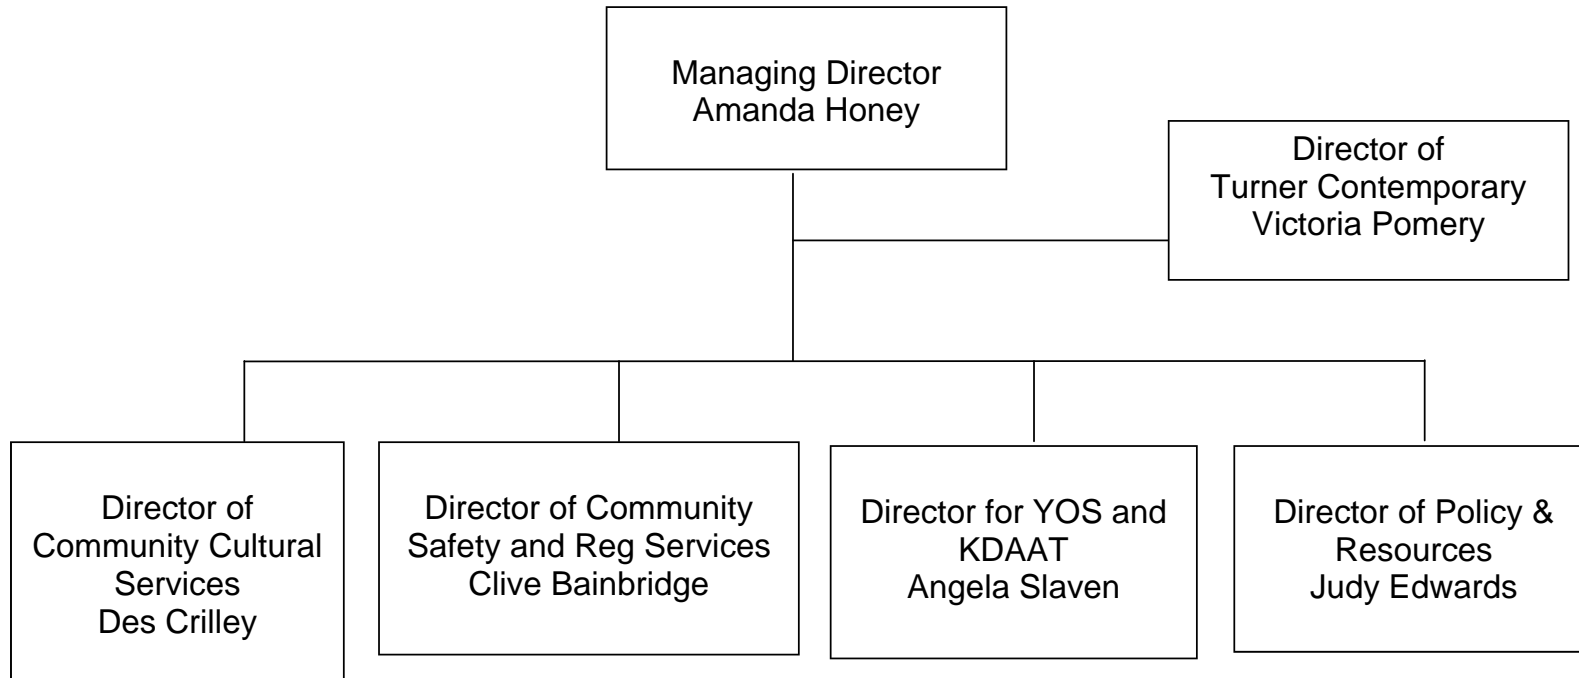 Managing Director
Amanda Honey
Director of
Turner Contemporary
Victoria Pomery
Director of
Community Cultural
Services
Des Crilley
Director of Community
Safety and Reg Services
Clive Bainbridge
Director for YOS and
KDAAT
Angela Slaven
Director of Policy &
Resources
Judy Edwards